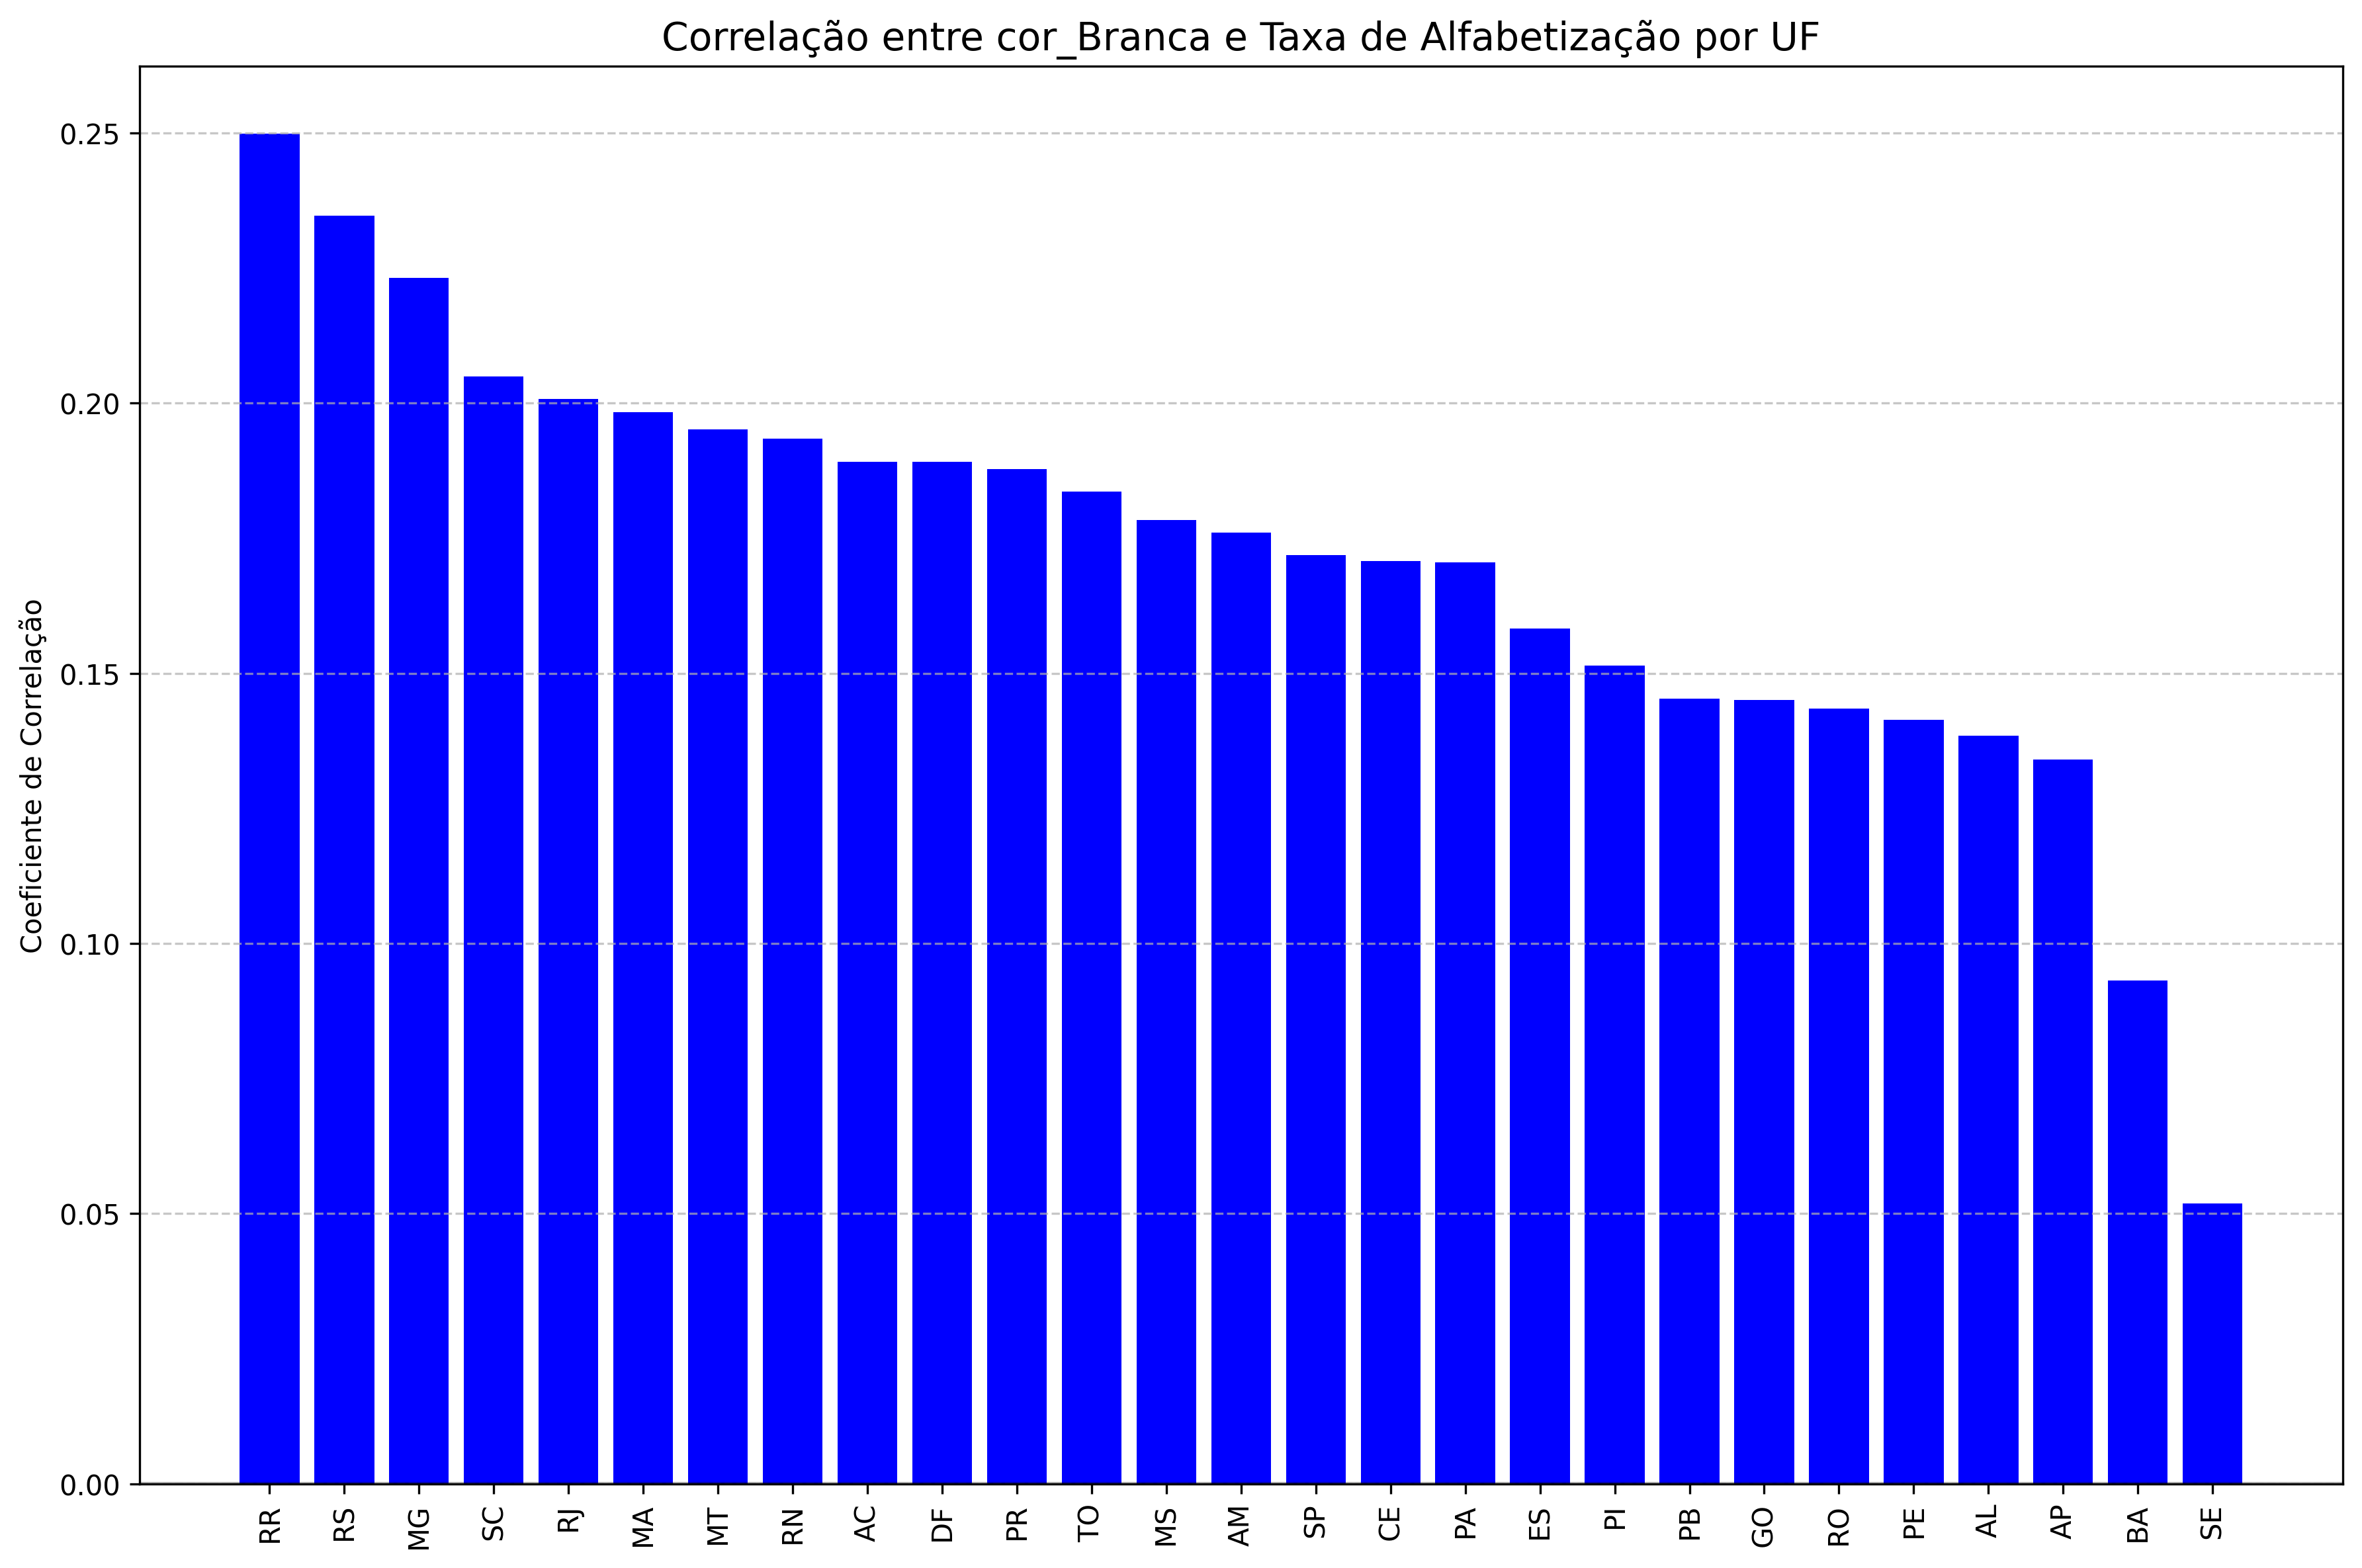 Correlação entre cor_Branca e Taxa de Alfabetização por UF
Coeficiente de Correlação
0.25
0.20
0.15
0.10
0.05
0.00
RR
RS
MG
SC
RJ
MA
MT
RN
AC
DF
PR
TO
MS
AM
SP
CE
PA
ES
PI
PB
GO
RO
PE
AL
AP
BA
SE